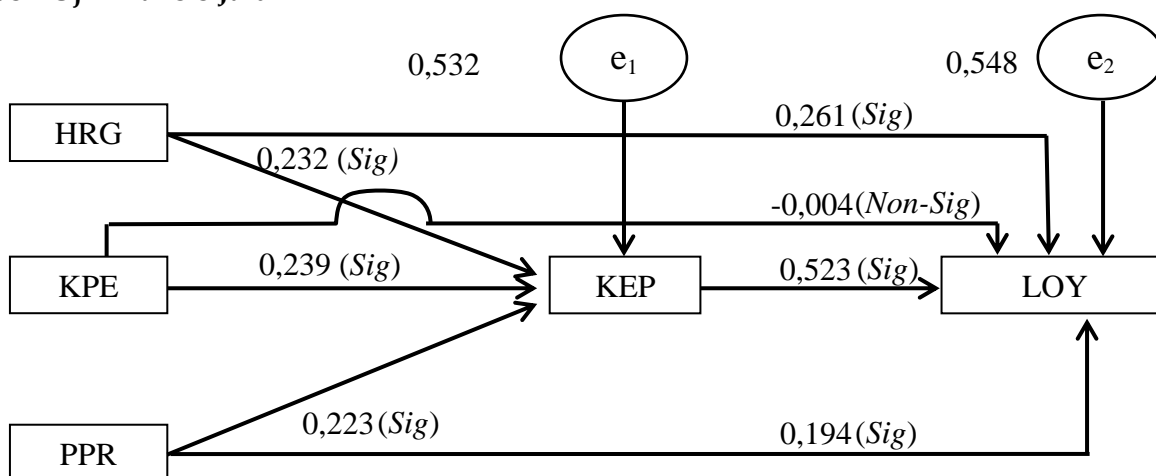 0,532
e1
0,548
e2
HRG
0,261 (Sig)
0,232 (Sig)
-0,004(Non-Sig)
KPE
0,239 (Sig)
KEP
0,523 (Sig)
LOY
0,223 (Sig)
PPR
0,194 (Sig)